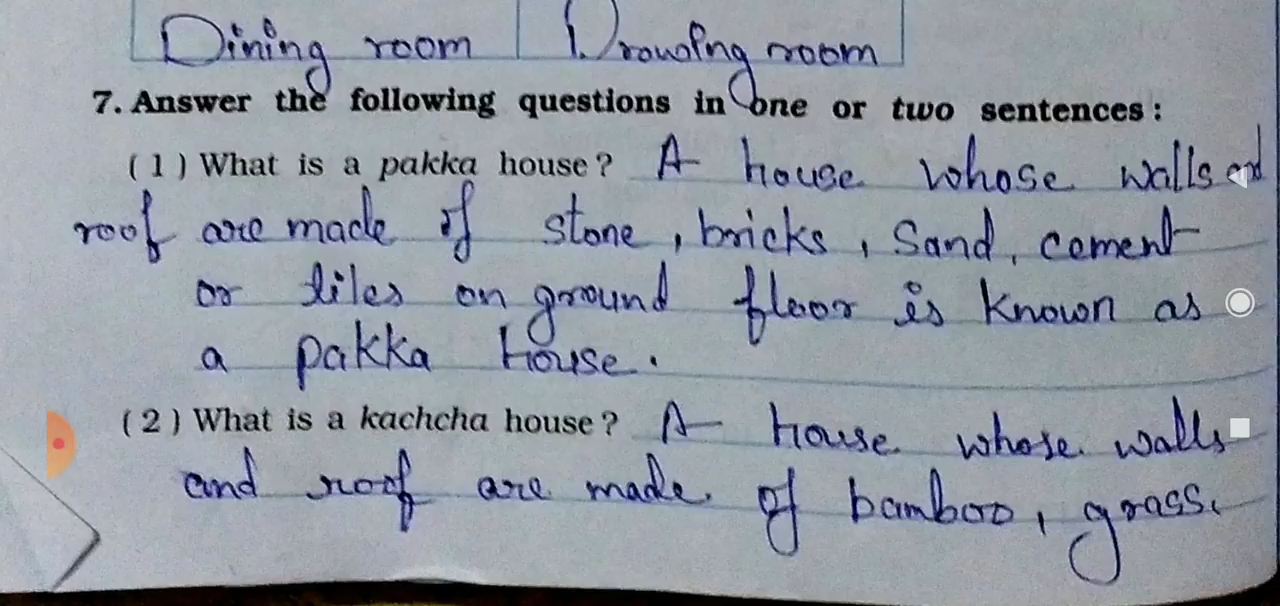 Dining room Drowing room
7. Answer the following questions in one or two sentences :
( 1 ) What is a pakka house ? A house whose walls and
roof are made of stone , bricks , Sand , cement
or tiles on ground floor is known as
a pakka House .
( 2 ) What is a kachcha house ? A house whose walls
and roof are made of bamboo , grass ,